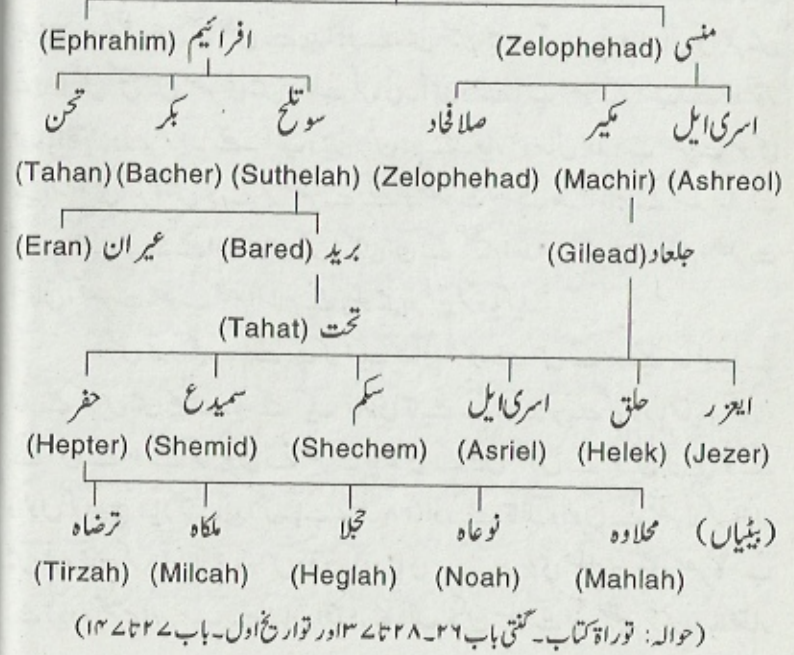 (Ephrahim) افرائیم (Zelophehad) منسی
تحن بکر سوتلح صلافحاد مکیر اسری ایل
(Tahan) (Bacher) (Suthelah) (Zelophehad) (Machir) (Ashreol)
(Eran) عیران (Bared) برید (Gilead) جلعاد
(Tahat) تحت
حفر سمیدع سکم اسری ایل حلق ایعزر
(Hepter) (Shemid) (Shechem) (Asriel) (Helek) (Jezer)
ترضاہ ملکاہ حجلا نوعاہ محلاوہ (بیٹیاں)
(Tirzah) (Milcah) (Heglah) (Noah) (Mahlah)
(حوالہ: توراۃ کتاب۔ گنتی باب ۲۶۔ ۲۸ تا ۳۷ اور تواریخ اول۔ باب ۷۔ ۲ تا ۱۴)